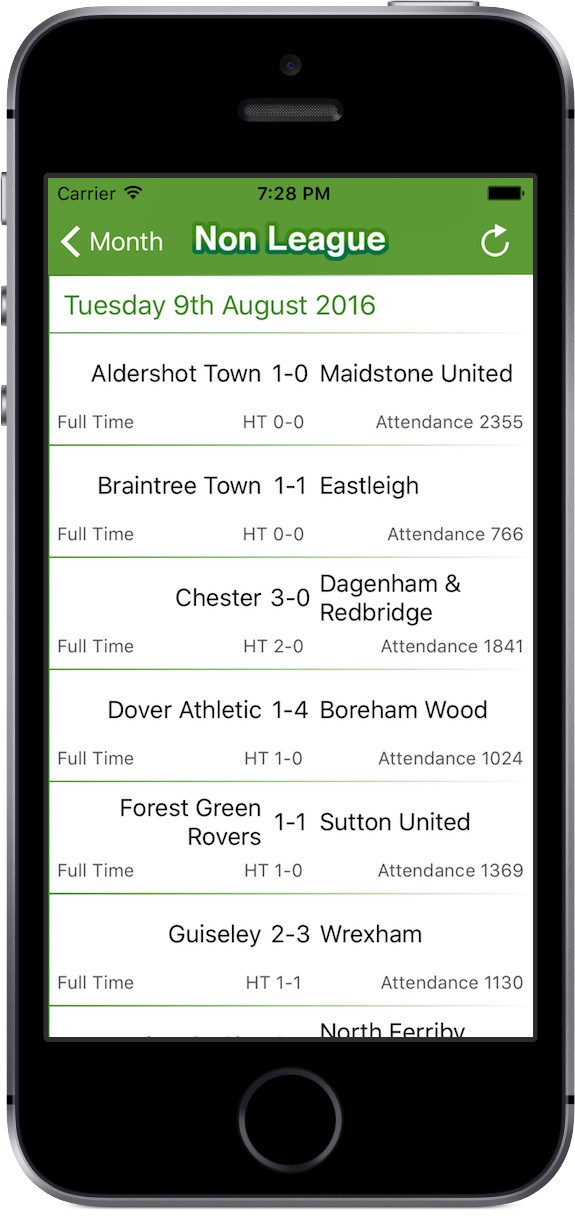 Carrier 7:28 PM
Month Non League
Tuesday 9th August 2016
Aldershot Town 1-0 Maidstone United
Full Time HT 0-0 Attendance 2355
Braintree Town 1-1 Eastleigh
Full Time HT 0-0 Attendance 766
Chester 3-0 Dagenham &
Redbridge
Full Time HT 2-0 Attendance 1841
Dover Athletic 1-4 Boreham Wood
Full Time HT 1-0 Attendance 1024
Forest Green
Rovers 1-1 Sutton United
Full Time HT 1-0 Attendance 1369
Guiseley 2-3 Wrexham
Full Time HT 1-1 Attendance 1130
North Ferriby